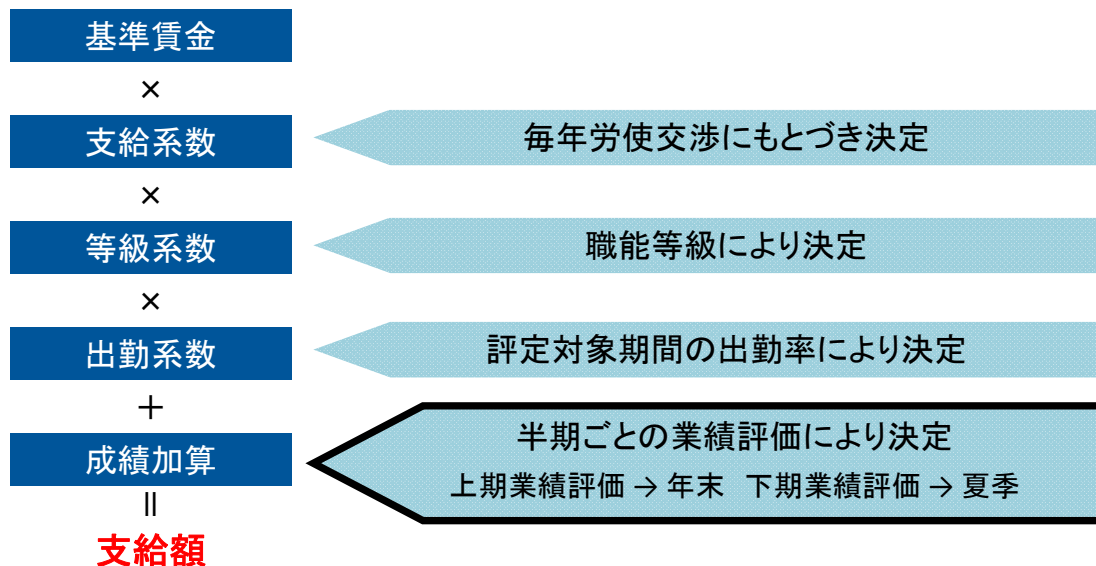 基準賃金
×
支給系数
毎年労使交渉にもとづき決定
×
等級系数
職能等級により決定
×
出勤系数
評定対象期間の出勤率により決定
＋
成績加算
半期ごとの業績評価により決定
上期業績評価 → 年末 下期業績評価 → 夏季
＝
支給額